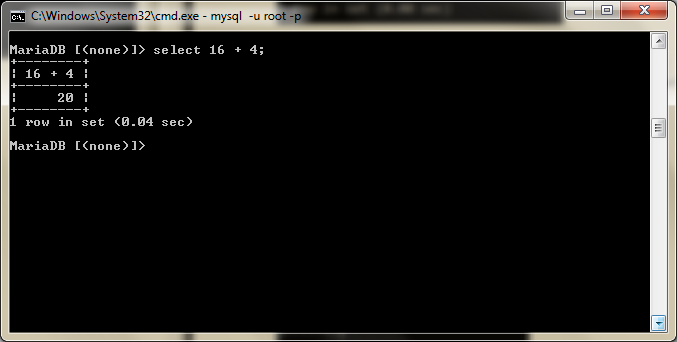 C:\Windows\System32\cmd.exe - mysql -u root -p
MariaDB [(none)]> select 16 + 4;
+--------+
| 16 + 4 |
+--------+
|     20 |
+--------+
1 row in set (0.04 sec)
MariaDB [(none)]>